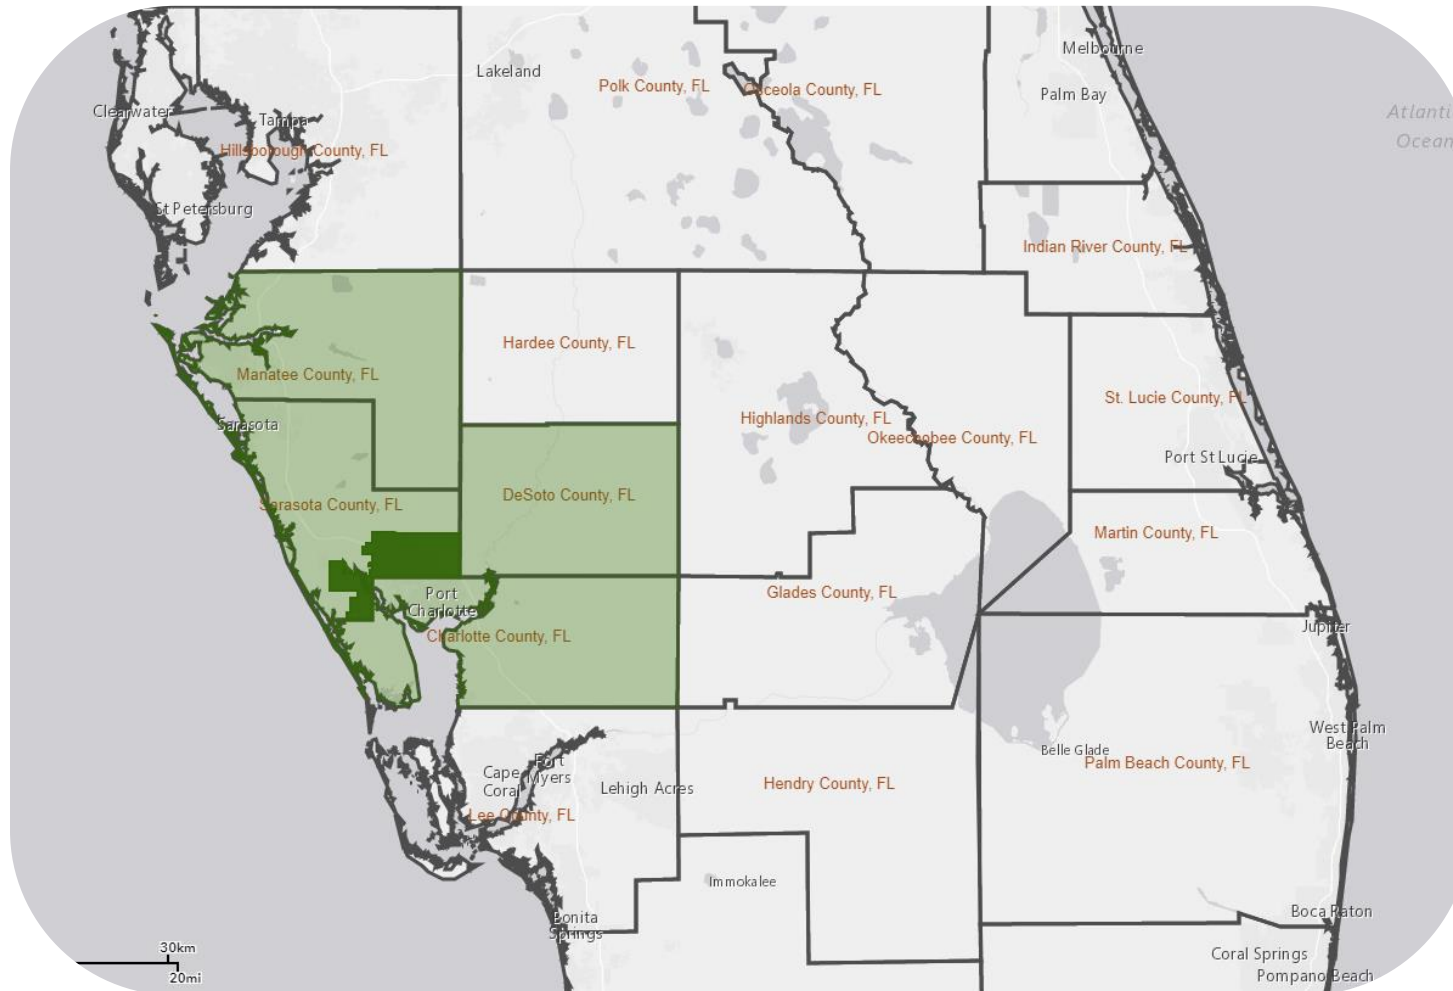 Melbourne
Lakeland
Polk County, FL
Osceola County, FL
Palm Bay
Clearwater
Atlanti
Ocean
Tampa
Hillsborough County, FL
St Petersburg
Indian River County, FL
Hardee County, FL
Manatee County, FL
St. Lucie County, FL
Highlands County, FL
Sarasota
Okeechobee County, FL
Port St Lucie
DeSoto County, FL
Sarasota County, FL
Martin County, FL
Port
Charlotte
Glades County, FL
Jupiter
Charlotte County, FL
West Palm
Beach
Belle Glade
Palm Beach County, FL
Fort
Myers
Cape
Coral
Lehigh Acres
Hendry County, FL
Lee County, FL
Immokalee
Bonita
Springs
Boca Raton
30km
Coral Springs
20mi
Pompano Beach